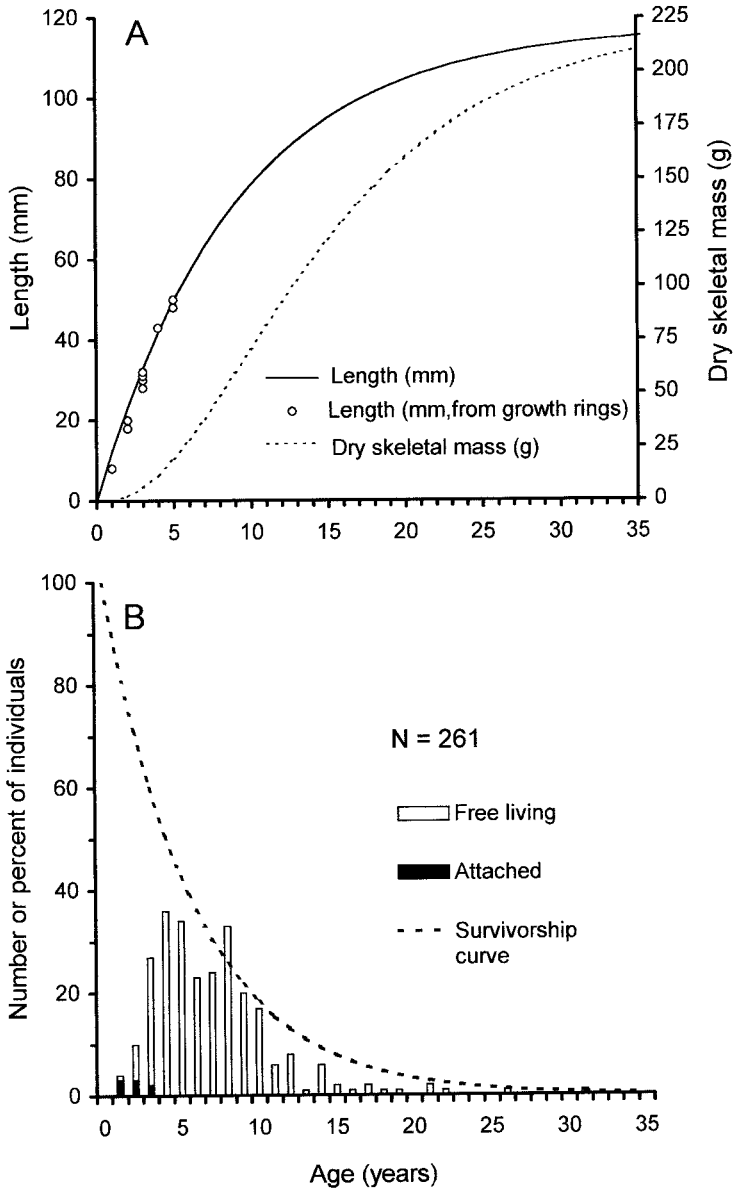 A
120
100
80
60
40
20
0
Length (mm)
225
200
175
150
125
100
75
50
25
0
Dry skeletal mass (g)
Length (mm)
Length (mm,from growth rings)
Dry skeletal mass (g)
0 5 10 15 20 25 30 35
B
100
80
60
40
20
0
Number or percent of individuals
N = 261
Free living
Attached
Survivorship
curve
0 5 10 15 20 25 30 35
Age (years)